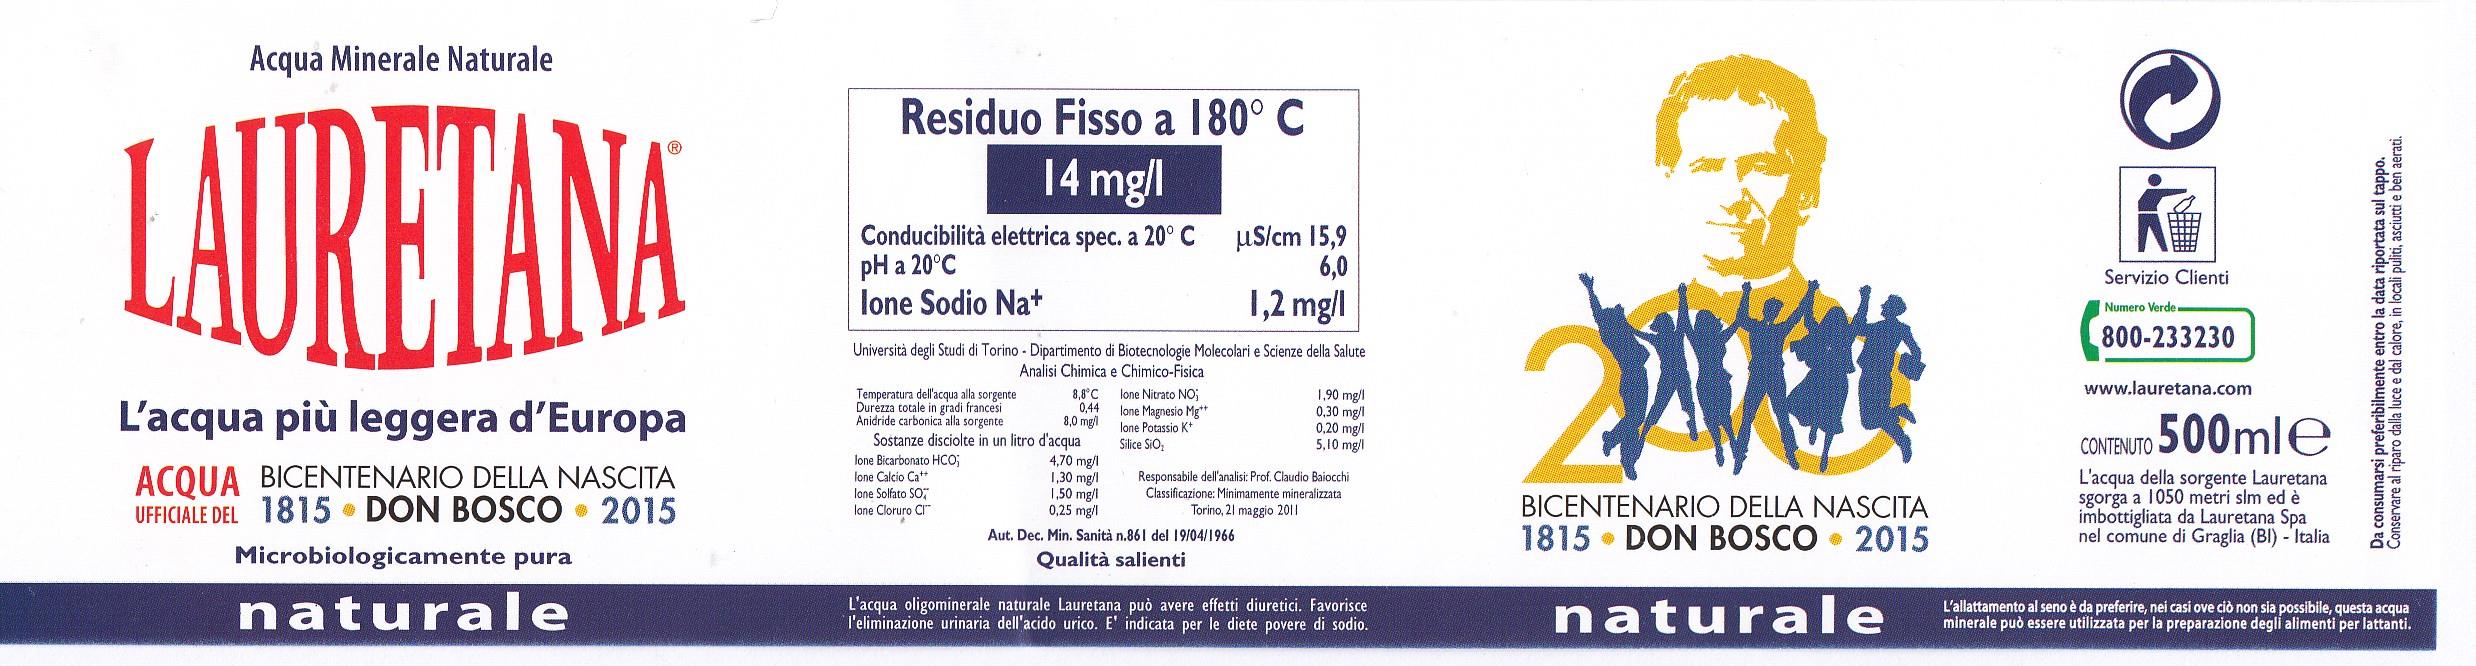 Acqua Minerale Naturale
LAURETANA®
L'acqua più leggera d'Europa
ACQUA
UFFICIALE DEL
BICENTENARIO DELLA NASCITA
1815 • DON BOSCO • 2015
Microbiologicamente pura
naturale
Residuo Fisso a 180° C
14 mg/l
Conducibilità elettrica spec. a 20° C µS/cm 15,9
pH a 20°C 6,0
Ione Sodio Na⁺ 1,2 mg/l
Università degli Studi di Torino - Dipartimento di Biotecnologie Molecolari e Scienze della Salute
Analisi Chimica e Chimico-Fisica
Temperatura dell'acqua alla sorgente 8,8°C
Durezza totale in gradi francesi 0,44
Anidride carbonica alla sorgente 8,0 mg/l
Sostanze disciolte in un litro d'acqua
Ione Bicarbonato HCO₃⁻ 4,70 mg/l
Ione Calcio Ca⁺⁺ 1,30 mg/l
Ione Solfato SO₄⁻⁻ 1,50 mg/l
Ione Cloruro Cl⁻ 0,25 mg/l
Ione Nitrato NO₃⁻ 1,90 mg/l
Ione Magnesio Mg⁺⁺ 0,30 mg/l
Ione Potassio K⁺ 0,20 mg/l
Silice SiO₂ 5,10 mg/l
Responsabile dell'analisi: Prof. Claudio Baiocchi
Classificazione: Minimamente mineralizzata
Torino, 21 maggio 2011
Aut. Dec. Min. Sanità n.861 del 19/04/1966
Qualità salienti
L'acqua oligominerale naturale Lauretana può avere effetti diuretici. Favorisce
l'eliminazione urinaria dell'acido urico. E' indicata per le diete povere di sodio.
200
BICENTENARIO DELLA NASCITA
1815 • DON BOSCO • 2015
naturale
Servizio Clienti
Numero Verde
800-233230
www.lauretana.com
CONTENUTO 500ml ℮
L'acqua della sorgente Lauretana
sgorga a 1050 metri slm ed è
imbottigliata da Lauretana Spa
nel comune di Graglia (BI) - Italia
Da consumarsi preferibilmente entro la data riportata sul tappo.
Conservare al riparo dalla luce e dal calore, in locali puliti, asciutti e ben aerati.
L'allattamento al seno è da preferire, nei casi ove ciò non sia possibile, questa acqua
minerale può essere utilizzata per la preparazione degli alimenti per lattanti.